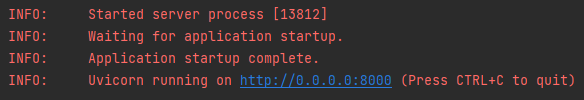 INFO:     Started server process [13812]
INFO:     Waiting for application startup.
INFO:     Application startup complete.
INFO:     Uvicorn running on http://0.0.0.0:8000 (Press CTRL+C to quit)